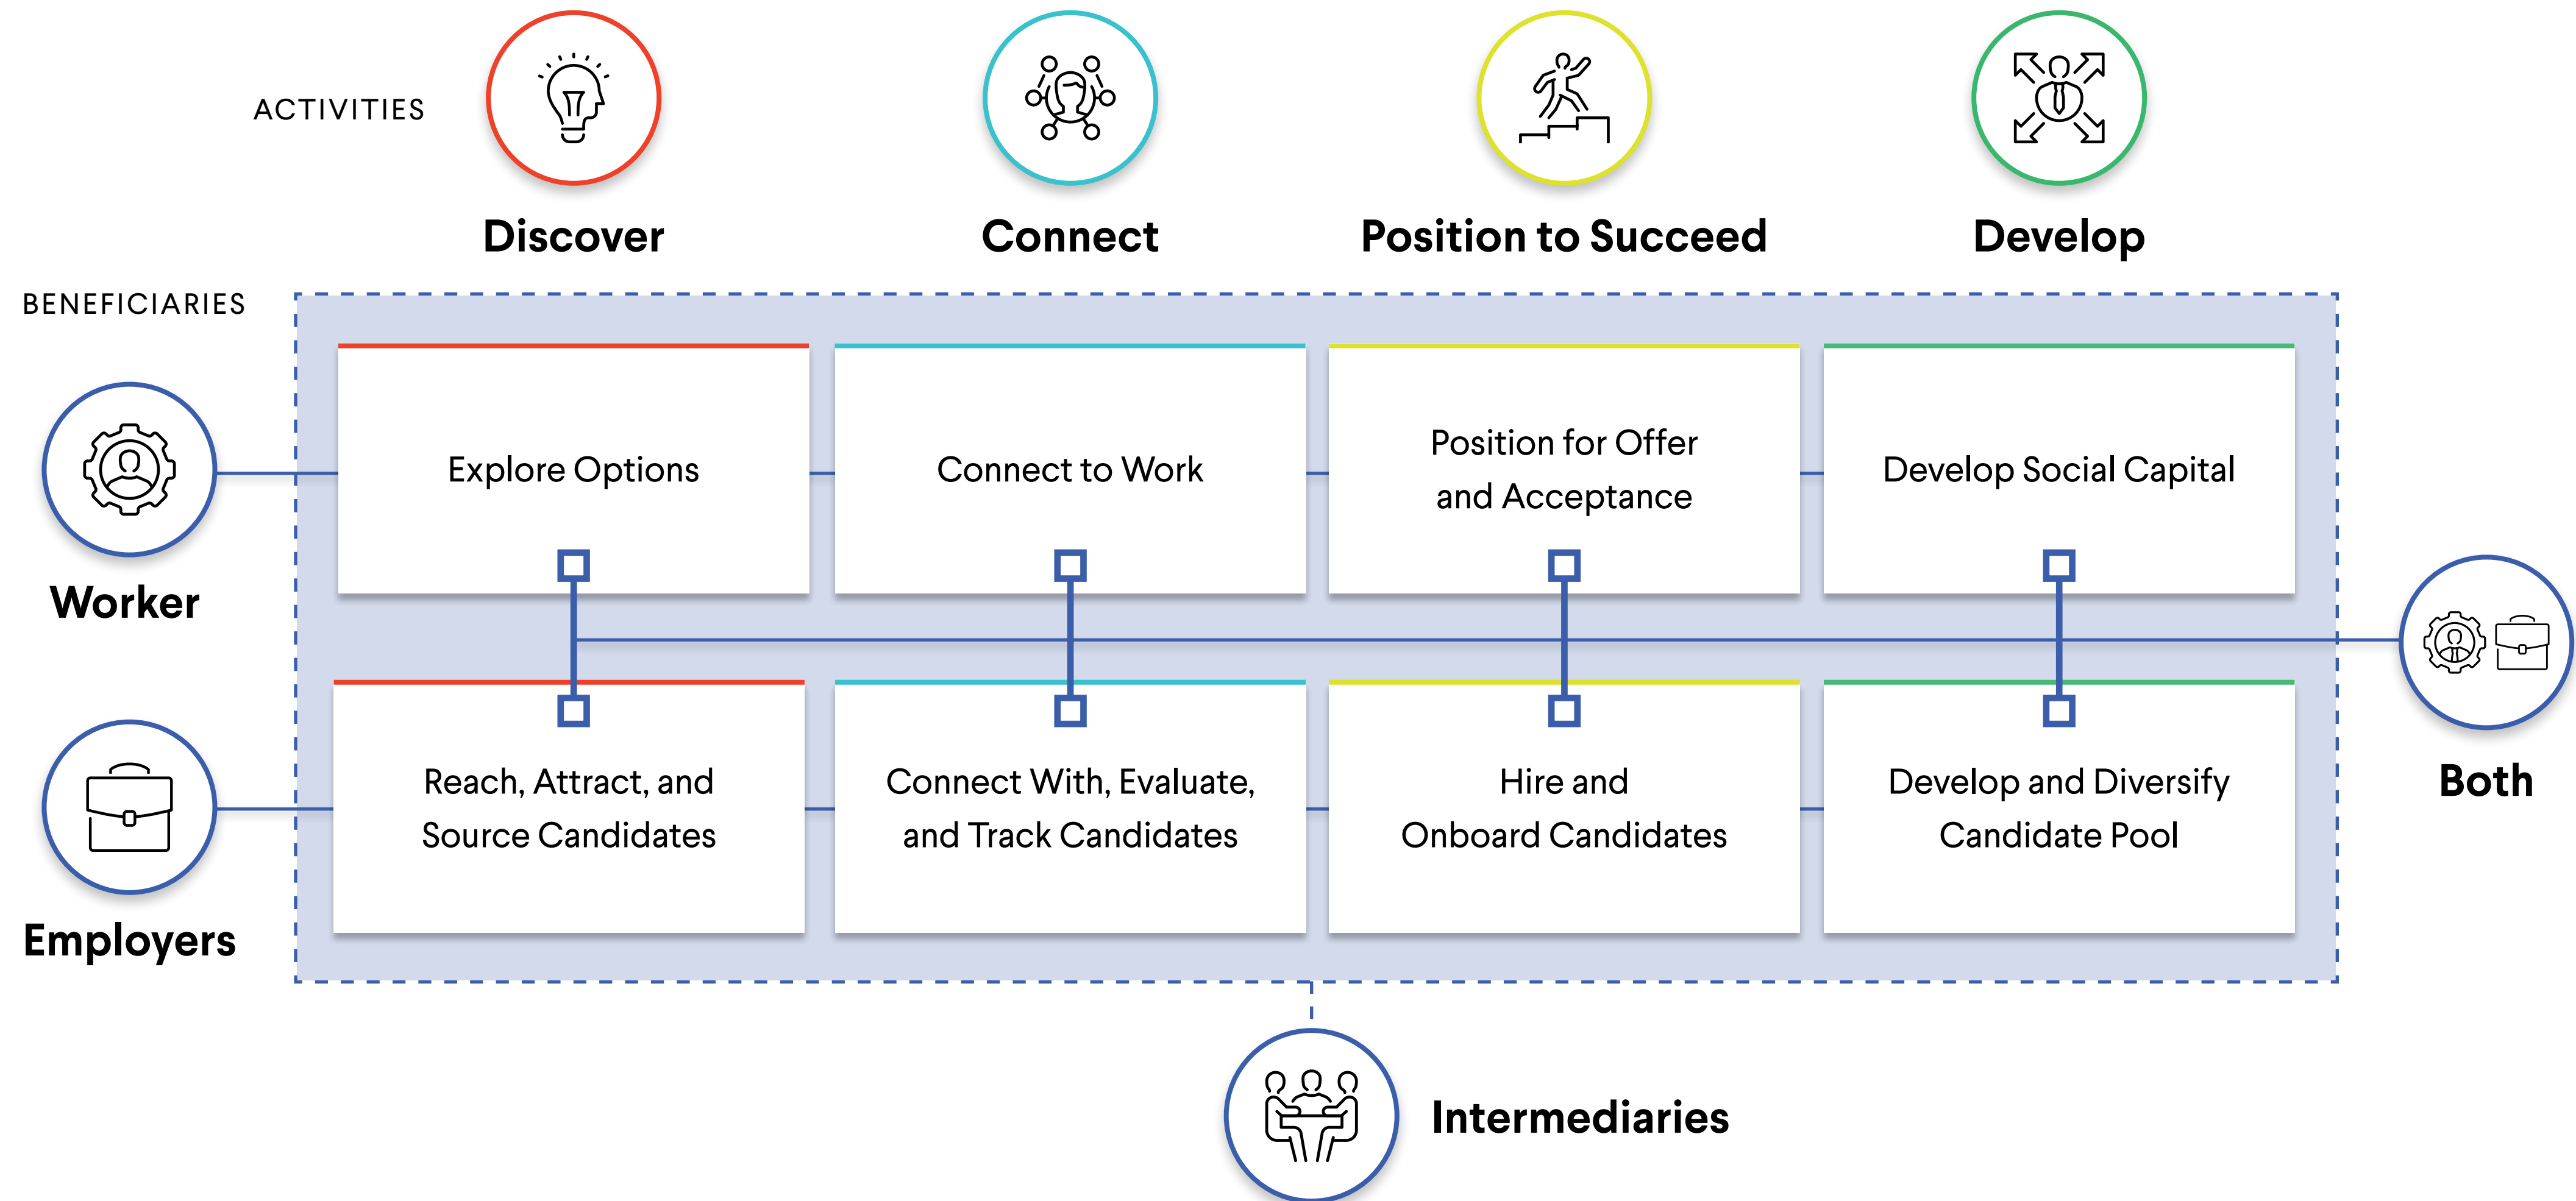 ACTIVITIES
Discover
Connect
Position to Succeed
Develop
BENEFICIARIES
Worker
Explore Options
Connect to Work
Position for Offer
and Acceptance
Develop Social Capital
Both
Employers
Reach, Attract, and
Source Candidates
Connect With, Evaluate,
and Track Candidates
Hire and
Onboard Candidates
Develop and Diversify
Candidate Pool
Intermediaries